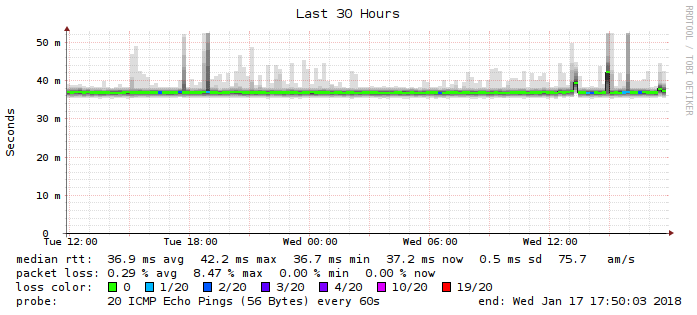 Last 30 Hours
RRDTOOL / TOBI OETIKER
Seconds
50 m
40 m
30 m
20 m
10 m
0
Tue 12:00 Tue 18:00 Wed 00:00 Wed 06:00 Wed 12:00
median rtt: 36.9 ms avg 42.2 ms max 36.7 ms min 37.2 ms now 0.5 ms sd 75.7 am/s
packet loss: 0.29 % avg 8.47 % max 0.00 % min 0.00 % now
loss color: 0 1/20 2/20 3/20 4/20 10/20 19/20
probe: 20 ICMP Echo Pings (56 Bytes) every 60s end: Wed Jan 17 17:50:03 2018